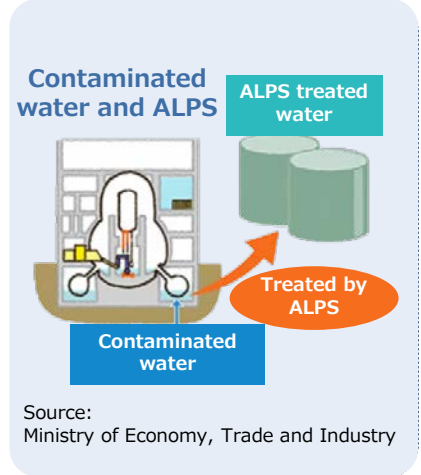 Contaminated
water and ALPS
ALPS treated
water
Treated by
ALPS
Contaminated
water
Source:
Ministry of Economy, Trade and Industry